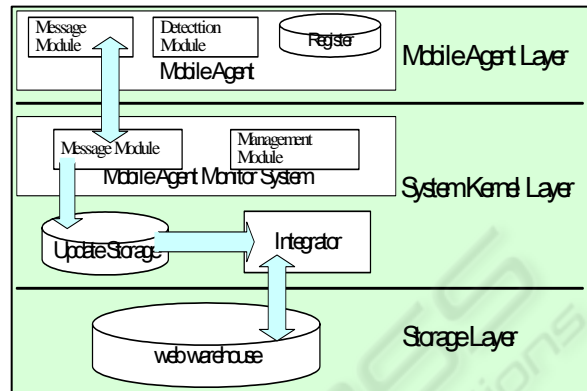 Message
Module
Detecttion
Module
Register
Mobile Agent
Mobile Agent Layer
Message Module
Management
Module
Mobile Agent Monitor System
System Kernel Layer
Update Storage
Integrator
web warehouse
Storage Layer